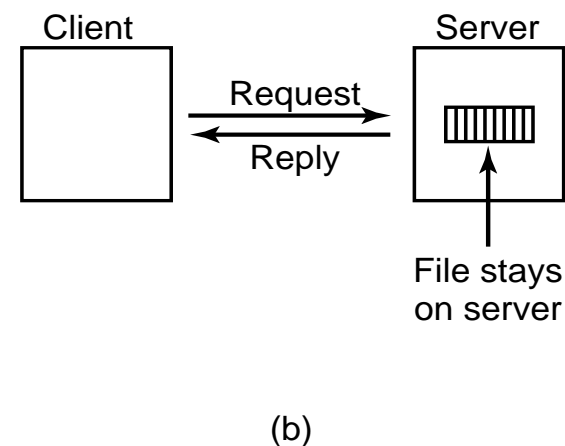 Client
Server
Request
Reply
File stays
on server
(b)